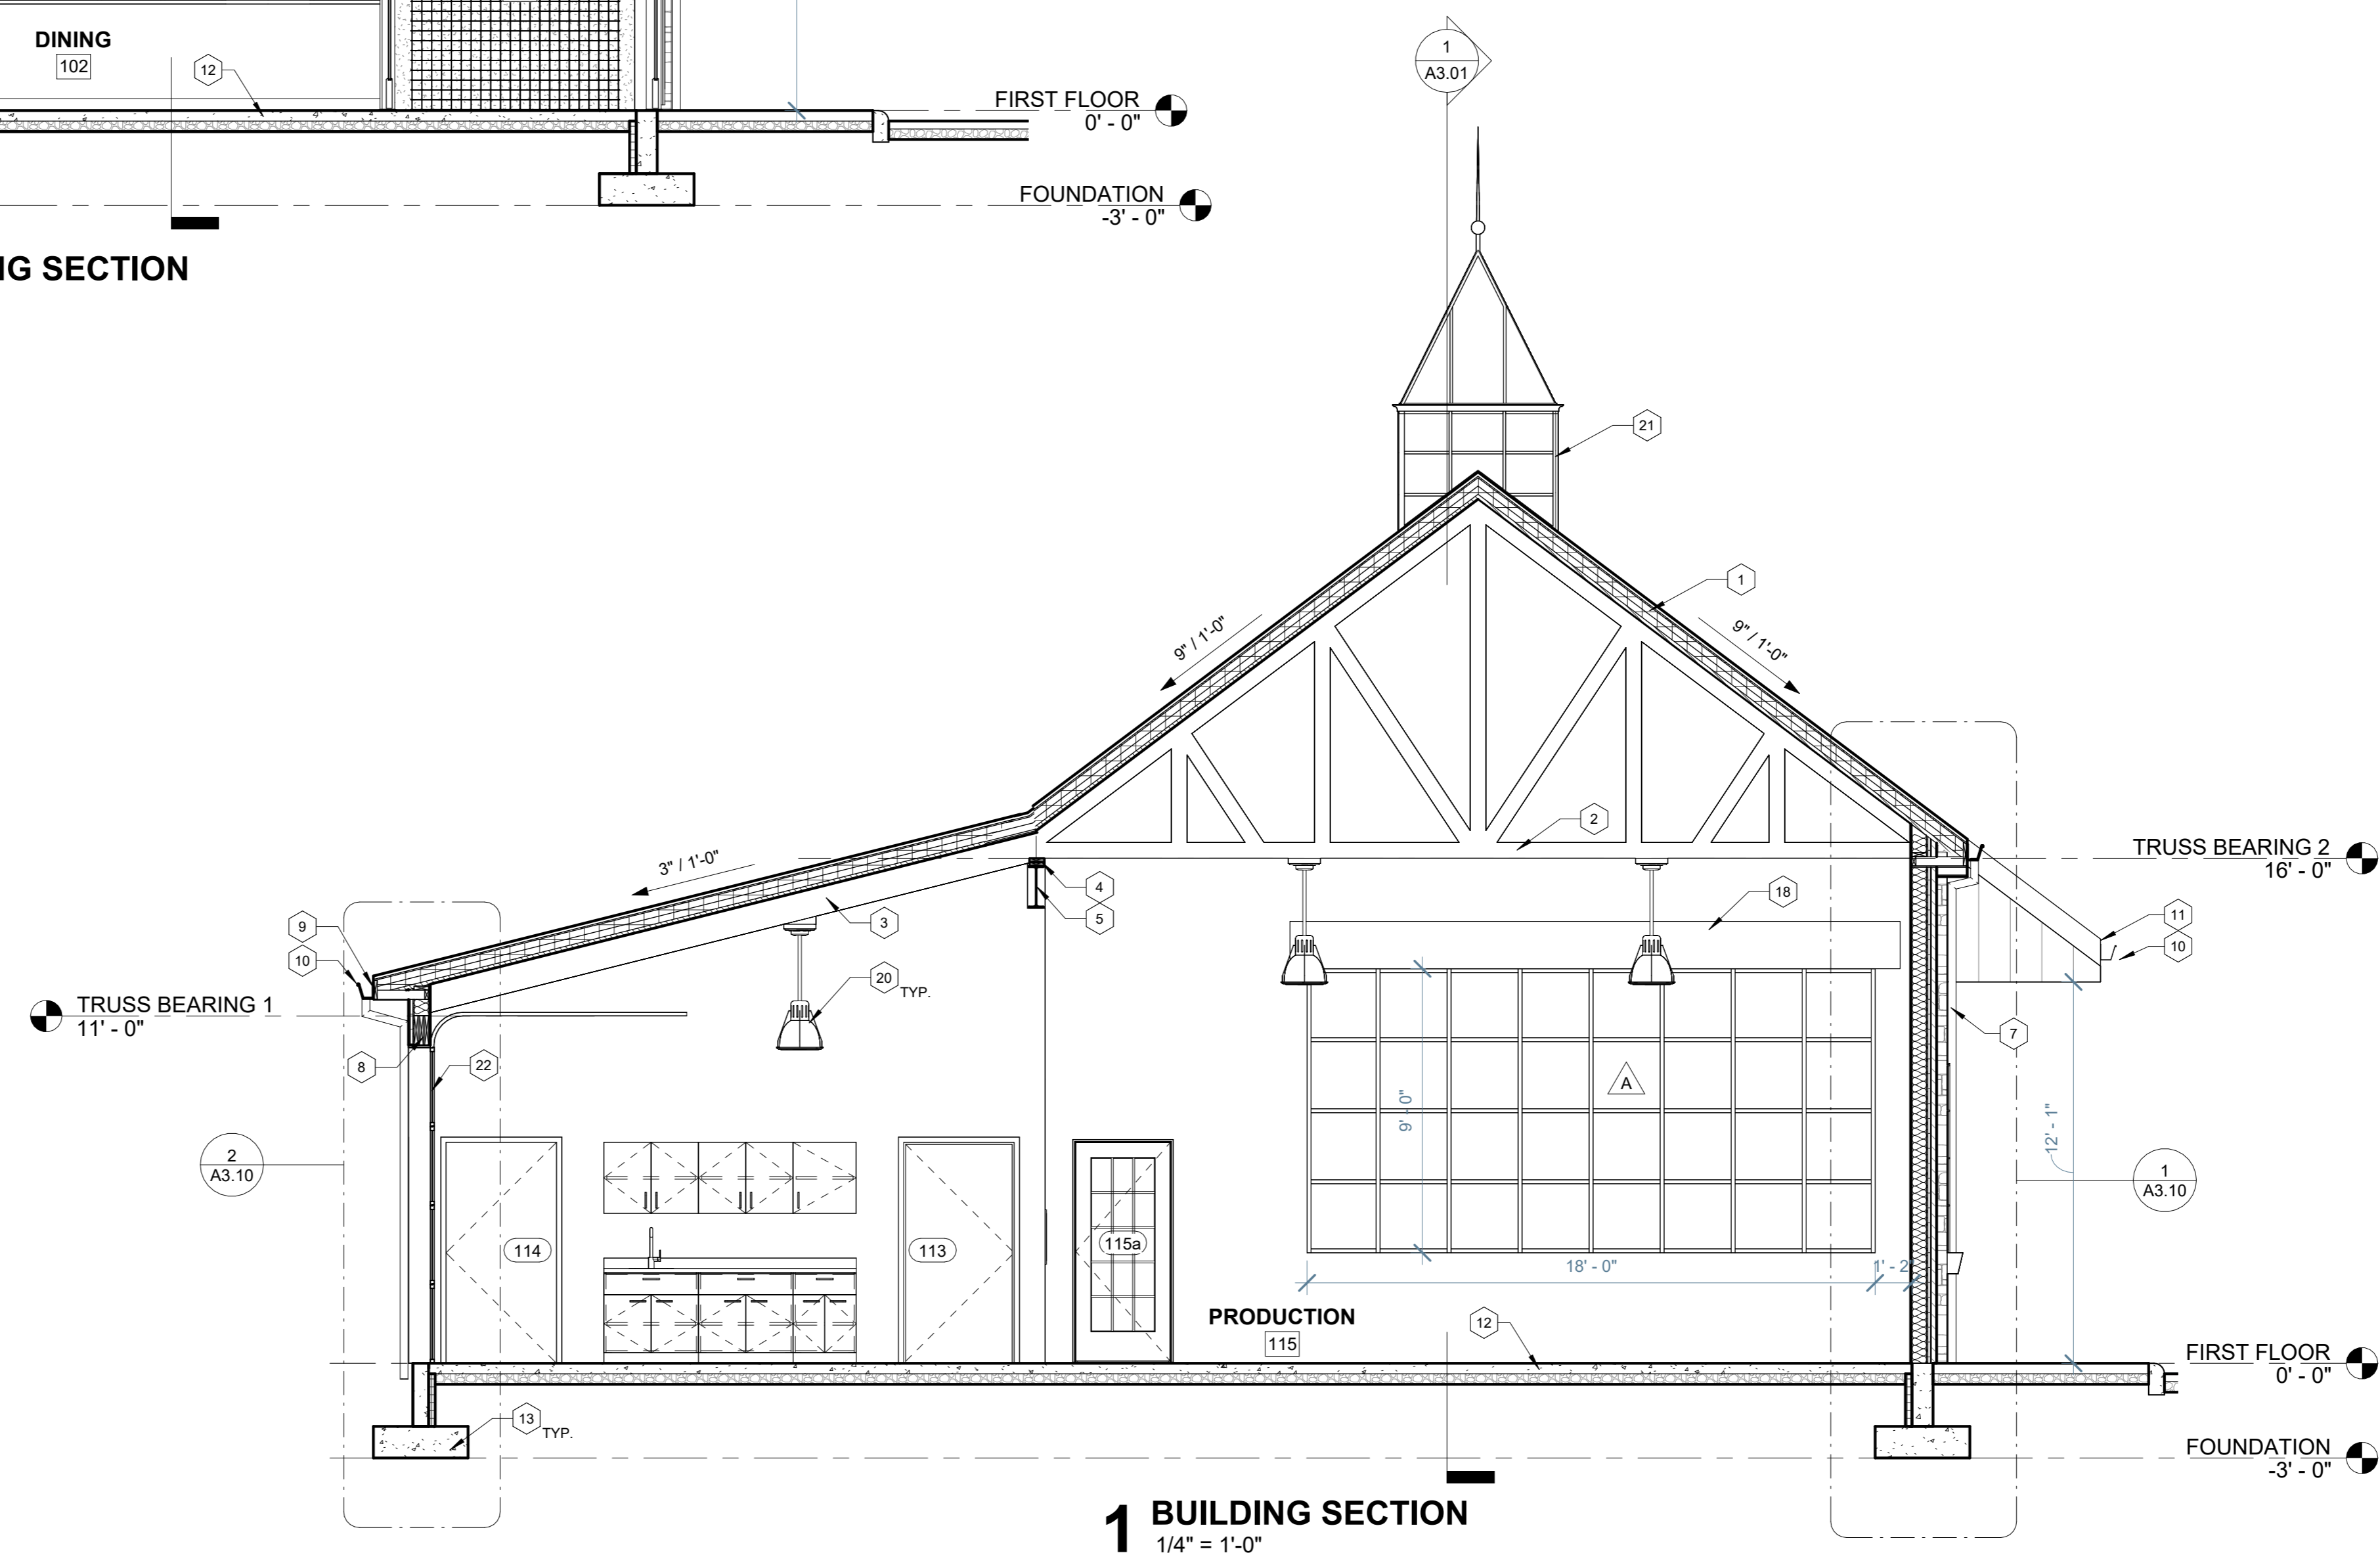 DINING
102
12
FIRST FLOOR
0' - 0"
FOUNDATION
-3' - 0"
IG SECTION
1
A3.01
21
1
9" / 1'-0"
9" / 1'-0"
2
3" / 1'-0"
TRUSS BEARING 2
16' - 0"
4
18
5
3
11
9
10
10
20
TYP.
TRUSS BEARING 1
11' - 0"
7
8
22
A
9' - 0"
12' - 1"
2
A3.10
1
A3.10
114
113
115a
18' - 0"
1' - 2"
PRODUCTION
115
12
FIRST FLOOR
0' - 0"
13
TYP.
FOUNDATION
-3' - 0"
1 BUILDING SECTION
1/4" = 1'-0"